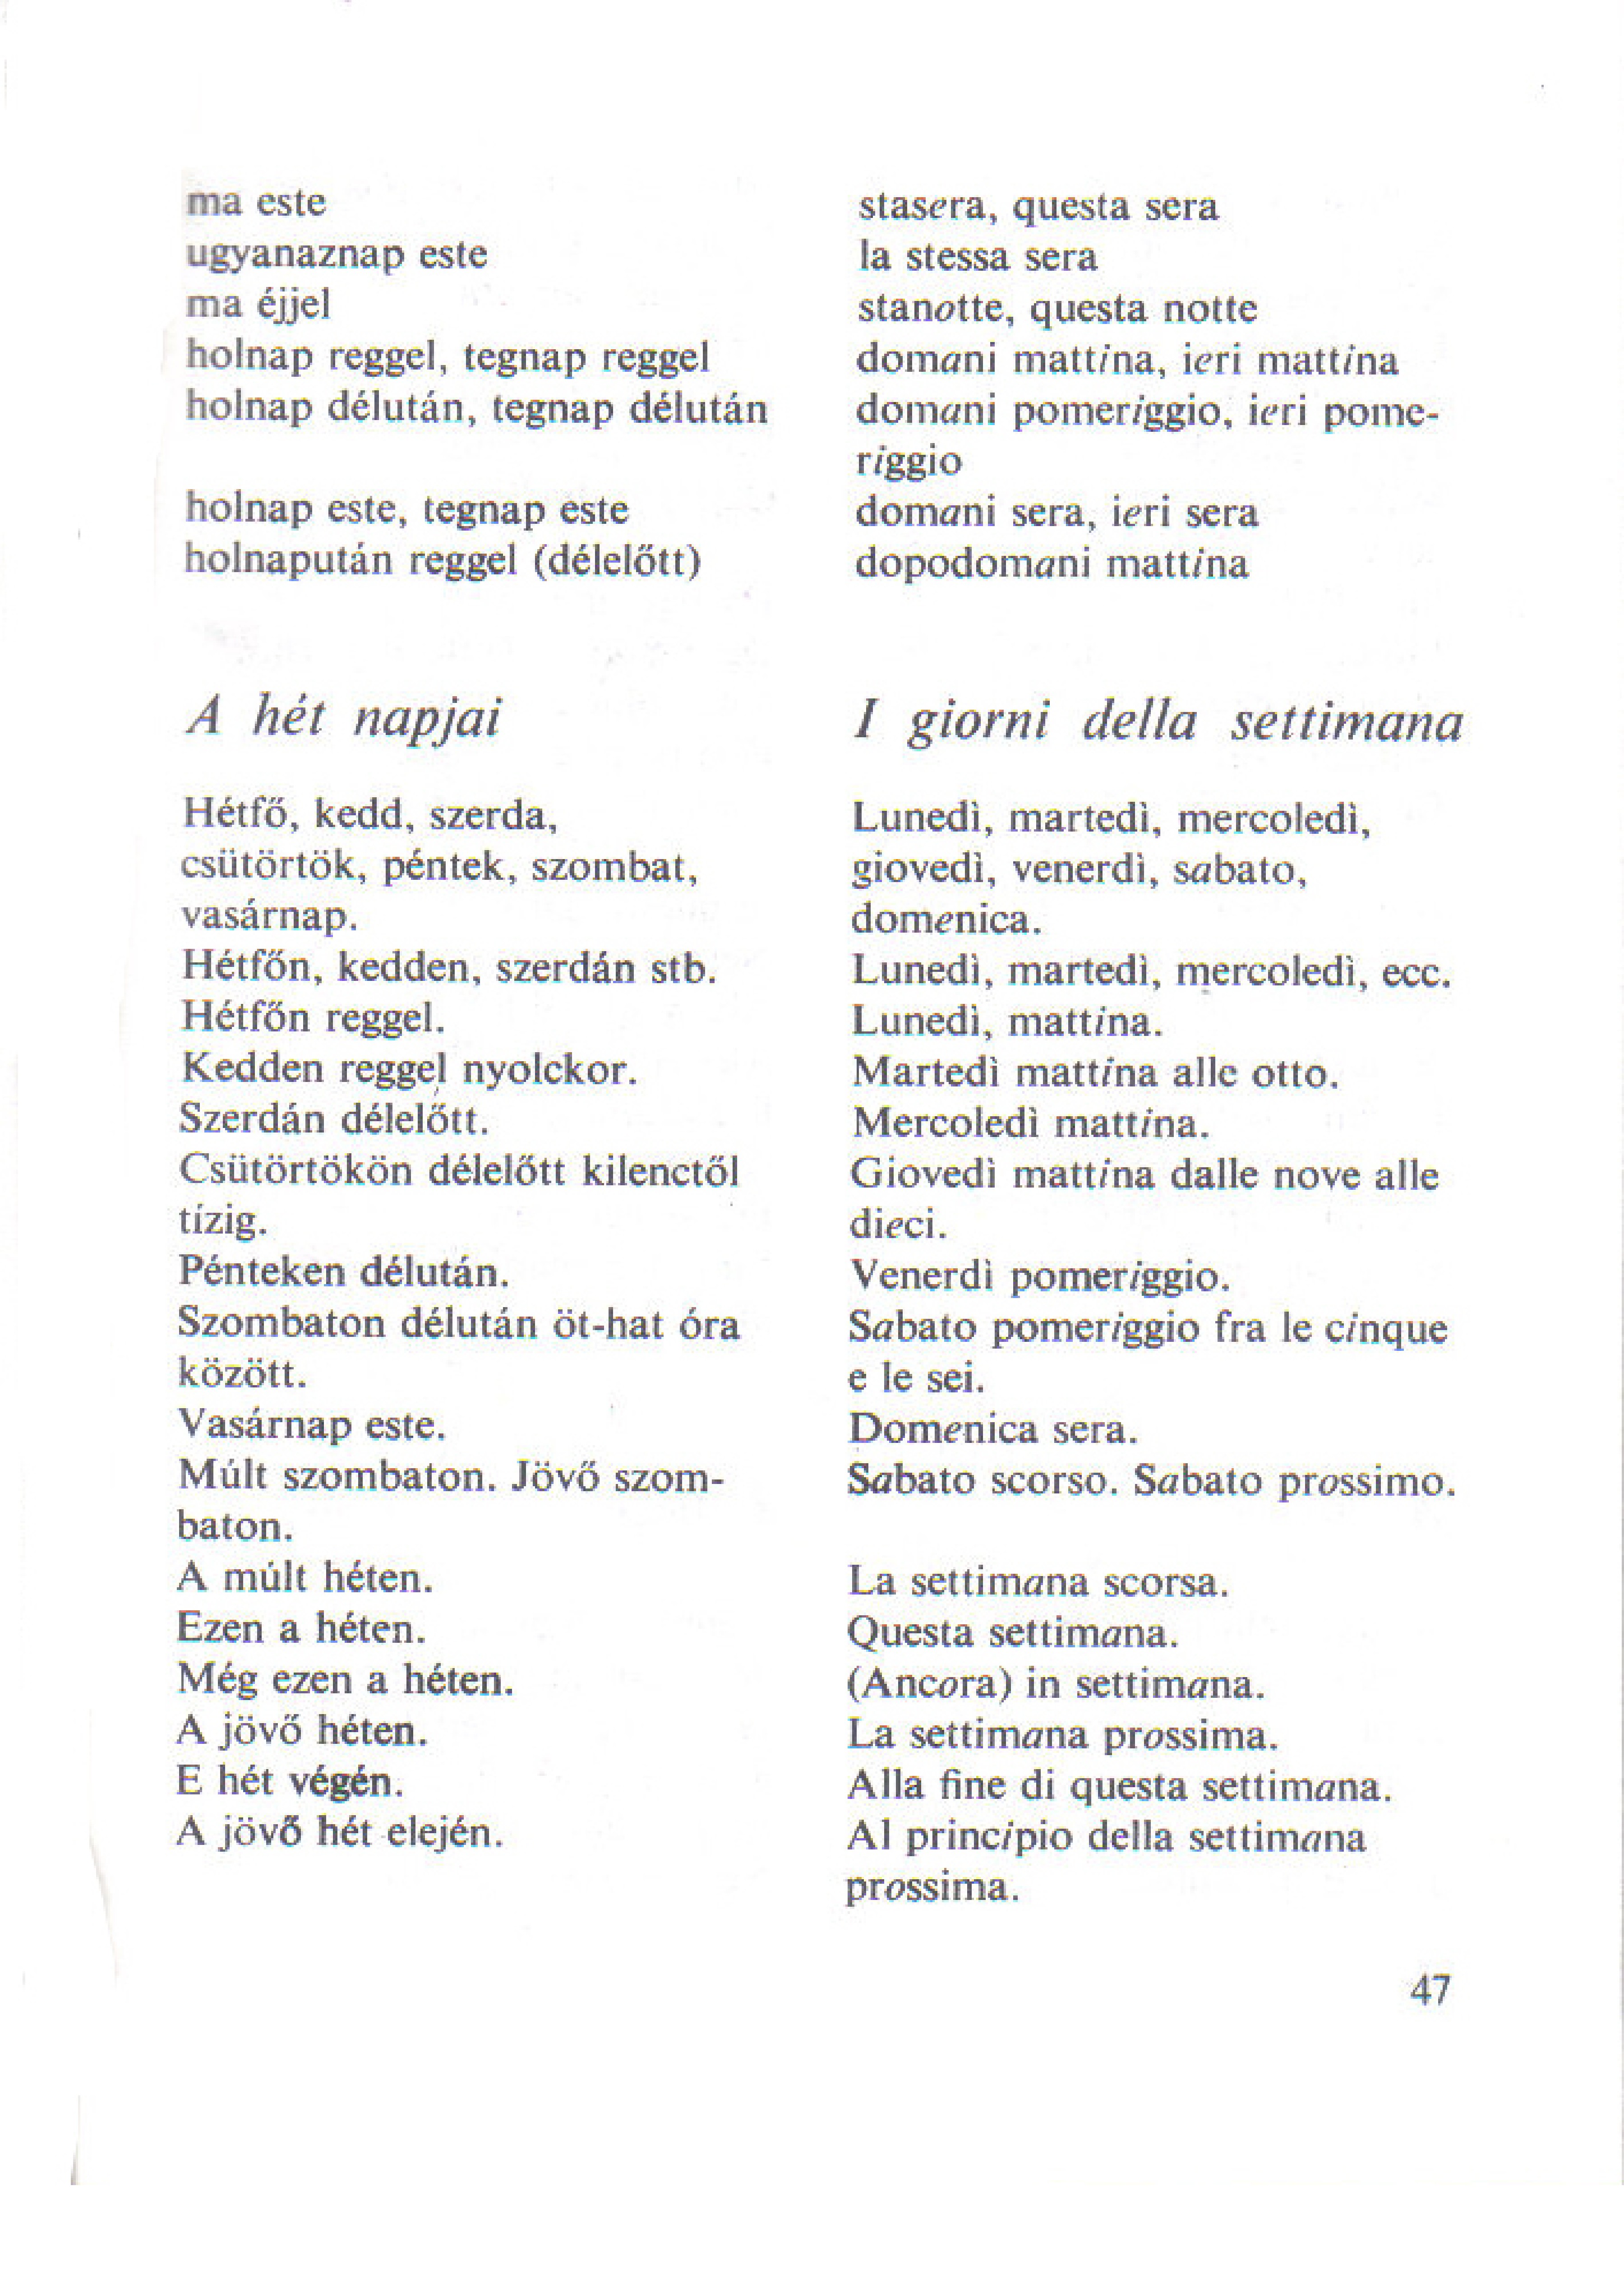 ma este
ugyanaznap este
ma éjjel
holnap reggel, tegnap reggel
holnap délután, tegnap délután
holnap este, tegnap este
holnapután reggel (délelőtt)
stasera, questa sera
la stessa sera
stanotte, questa notte
domani mattina, ieri mattina
domani pomeriggio, ieri pome-
riggio
domani sera, ieri sera
dopodomani mattina
A hét napjai
Hétfő, kedd, szerda,
csütörtök, péntek, szombat,
vasárnap.
Hétfőn, kedden, szerdán stb.
Hétfőn reggel.
Kedden reggel nyolckor.
Szerdán délelőtt.
Csütörtökön délelőtt kilenctől
tízig.
Pénteken délután.
Szombaton délután öt-hat óra
között.
Vasárnap este.
Múlt szombaton. Jövő szom-
baton.
A múlt héten.
Ezen a héten.
Még ezen a héten.
A jövő héten.
E hét végén.
A jövő hét elején.
I giorni della settimana
Lunedì, martedì, mercoledì,
giovedì, venerdì, sabato,
domenica.
Lunedì, martedì, mercoledì, ecc.
Lunedì, mattina.
Martedì mattina alle otto.
Mercoledì mattina.
Giovedì mattina dalle nove alle
dieci.
Venerdì pomeriggio.
Sabato pomeriggio fra le cinque
e le sei.
Domenica sera.
Sabato scorso. Sabato prossimo.
La settimana scorsa.
Questa settimana.
(Ancora) in settimana.
La settimana prossima.
Alla fine di questa settimana.
Al principio della settimana
prossima.
47